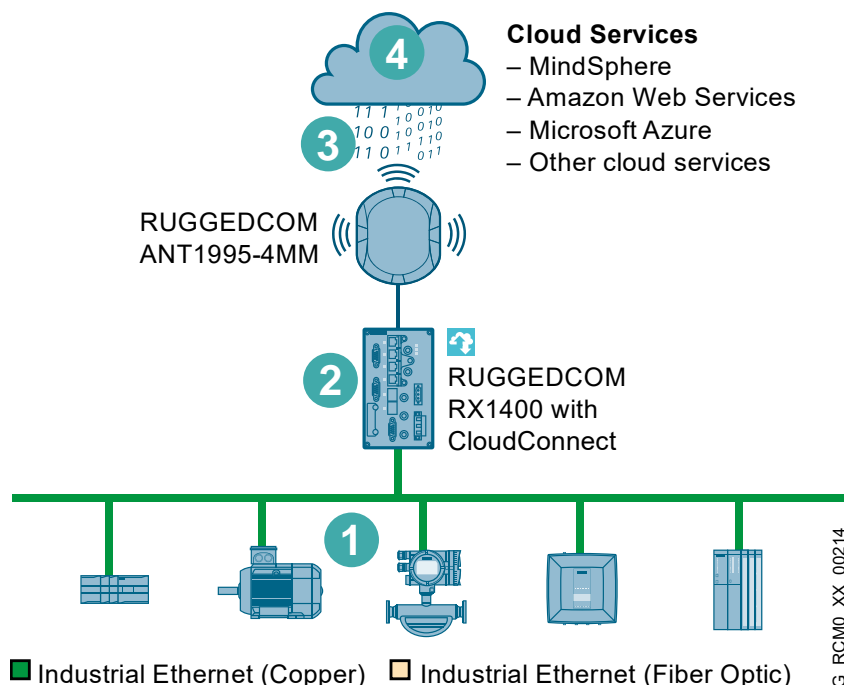 4
Cloud Services
– MindSphere
– Amazon Web Services
– Microsoft Azure
– Other cloud services
3
RUGGEDCOM
ANT1995-4MM
2
RUGGEDCOM
RX1400 with
CloudConnect
1
Industrial Ethernet (Copper)
Industrial Ethernet (Fiber Optic)
G_RCM0_XX_00214